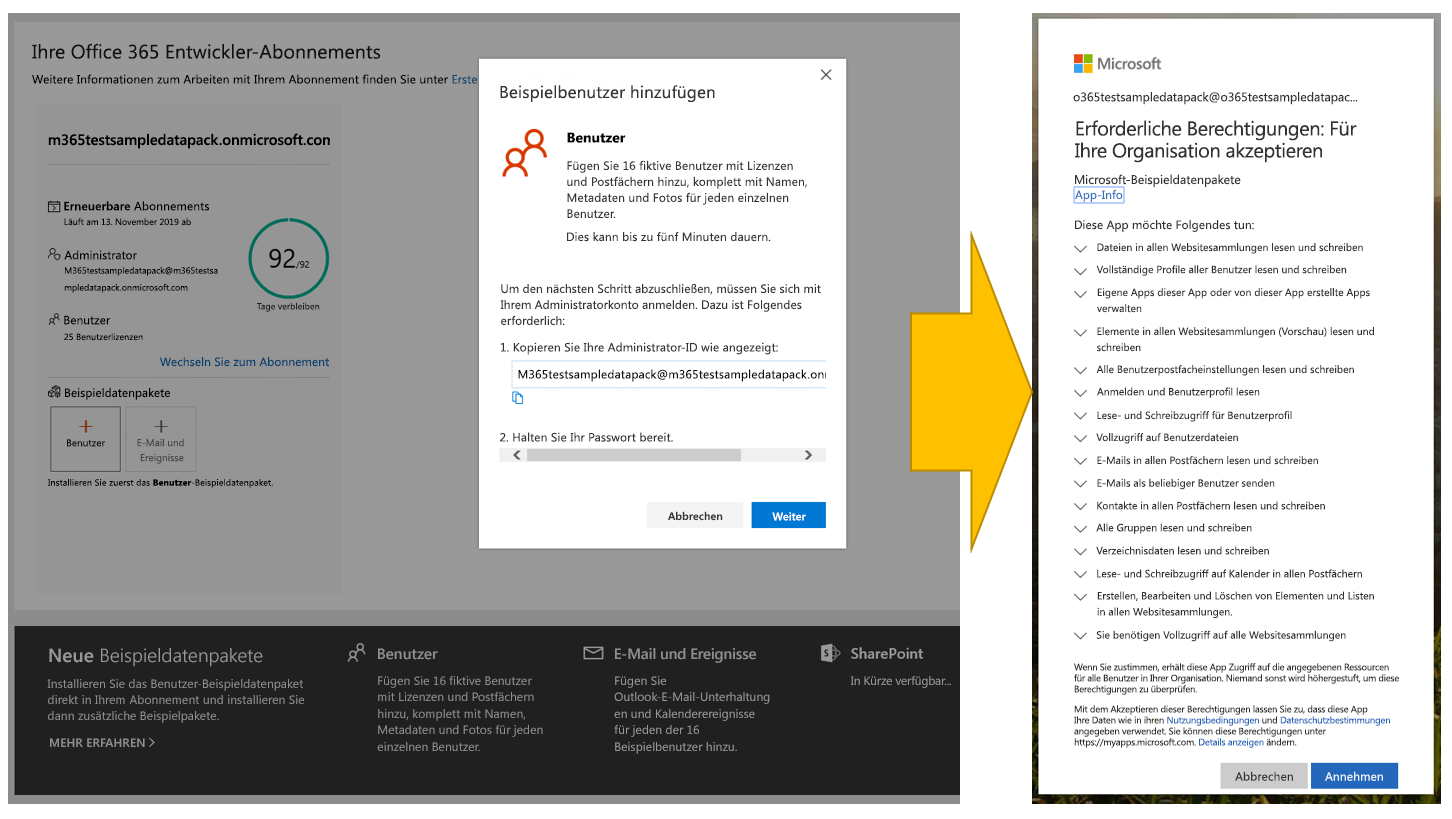 Ihre Office 365 Entwickler-Abonnements
Weitere Informationen zum Arbeiten mit Ihrem Abonnement finden Sie unter Erste
m365testsampledatapack.onmicrosoft.con
Erneuerbare Abonnements
Läuft am 13. November 2019 ab
Administrator
M365testsampledatapack@m365testsa
mpledatapack.onmicrosoft.com
92/92
Tage verbleiben
Benutzer
25 Benutzerlizenzen
Wechseln Sie zum Abonnement
Beispieldatenpakete
Benutzer
E-Mail und
Ereignisse
Installieren Sie zuerst das Benutzer-Beispieldatenpaket.
Beispielbenutzer hinzufügen
Benutzer
Fügen Sie 16 fiktive Benutzer mit Lizenzen
und Postfächern hinzu, komplett mit Namen,
Metadaten und Fotos für jeden einzelnen
Benutzer.
Dies kann bis zu fünf Minuten dauern.
Um den nächsten Schritt abzuschließen, müssen Sie sich mit
Ihrem Administratorkonto anmelden. Dazu ist Folgendes
erforderlich:
1. Kopieren Sie Ihre Administrator-ID wie angezeigt:
M365testsampledatapack@m365testsampledatapack.oni
2. Halten Sie Ihr Passwort bereit.
Abbrechen
Weiter
Neue Beispieldatenpakete
Installieren Sie das Benutzer-Beispieldatenpaket
direkt in Ihrem Abonnement und installieren Sie
dann zusätzliche Beispielpakete.
MEHR ERFAHREN >
Benutzer
Fügen Sie 16 fiktive Benutzer
mit Lizenzen und Postfächern
hinzu, komplett mit Namen,
Metadaten und Fotos für jeden
einzelnen Benutzer.
E-Mail und Ereignisse
Fügen Sie
Outlook-E-Mail-Unterhaltung
en und Kalenderereignisse
für jeden der 16
Beispielbenutzer hinzu.
SharePoint
In Kürze verfügbar...
Microsoft
o365testsampledatapack@o365testsampledatapac...
Erforderliche Berechtigungen: Für
Ihre Organisation akzeptieren
Microsoft-Beispieldatenpakete
App-Info
Diese App möchte Folgendes tun:
Dateien in allen Websitesammlungen lesen und schreiben
Vollständige Profile aller Benutzer lesen und schreiben
Eigene Apps dieser App oder von dieser App erstellte Apps
verwalten
Elemente in allen Websitesammlungen (Vorschau) lesen und
schreiben
Alle Benutzerpostfacheinstellungen lesen und schreiben
Anmelden und Benutzerprofil lesen
Lese- und Schreibzugriff für Benutzerprofil
Vollzugriff auf Benutzerdateien
E-Mails in allen Postfächern lesen und schreiben
E-Mails als beliebiger Benutzer senden
Kontakte in allen Postfächern lesen und schreiben
Alle Gruppen lesen und schreiben
Verzeichnisdaten lesen und schreiben
Lese- und Schreibzugriff auf Kalender in allen Postfächern
Erstellen, Bearbeiten und Löschen von Elementen und Listen
in allen Websitesammlungen.
Sie benötigen Vollzugriff auf alle Websitesammlungen
Wenn Sie zustimmen, erhält diese App Zugriff auf die angegebenen Ressourcen
für alle Benutzer in Ihrer Organisation. Niemand sonst wird höhergestuft, um diese
Berechtigungen zu überprüfen.
Mit dem Akzeptieren dieser Berechtigungen lassen Sie zu, dass diese App
Ihre Daten wie in ihren Nutzungsbedingungen und Datenschutzbestimmungen
angegeben verwendet. Sie können diese Berechtigungen unter
https://myapps.microsoft.com. Details anzeigen ändern.
Abbrechen
Annehmen